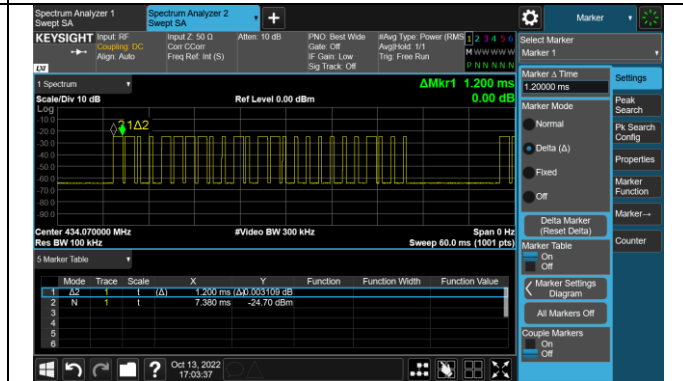 Spectrum Analyzer 1
Swept SA
Spectrum Analyzer 2
Swept SA
Marker
KEYSIGHT
Input: RF
Coupling: DC
Align: Auto
Input Z: 50 Ω
Corr CCorr
Freq Ref: Int (S)
Atten: 10 dB
PNO: Best Wide
Gate: Off
IF Gain: Low
Sig Track: Off
#Avg Type: Power (RMS
Avg|Hold: 1/1
Trig: Free Run
1 2 3 4 5 6
M W W W W W
P N N N N N
LXI
Select Marker
Marker 1
1 Spectrum
ΔMkr1 1.200 ms
0.00 dB
Scale/Div 10 dB
Ref Level 0.00 dBm
Log
-10.0
-20.0
-30.0
-40.0
-50.0
-60.0
-70.0
-80.0
-90.0
1Δ2
Center 434.070000 MHz
Res BW 100 kHz
#Video BW 300 kHz
Span 0 Hz
Sweep 60.0 ms (1001 pts)
5 Marker Table
Mode Trace Scale X Y Function Function Width Function Value
1 Δ2 1 t (Δ) 1.200 ms (Δ) 0.003109 dB
2 N 1 t 7.380 ms -24.70 dBm
3
4
5
6
Marker Δ Time
1.20000 ms
Marker Mode
Normal
Delta (Δ)
Fixed
Off
Delta Marker
(Reset Delta)
Marker Table
On
Off
Marker Settings
Diagram
All Markers Off
Couple Markers
On
Off
Settings
Peak
Search
Pk Search
Config
Properties
Marker
Function
Marker→
Counter
?
Oct 13, 2022
17:03:37